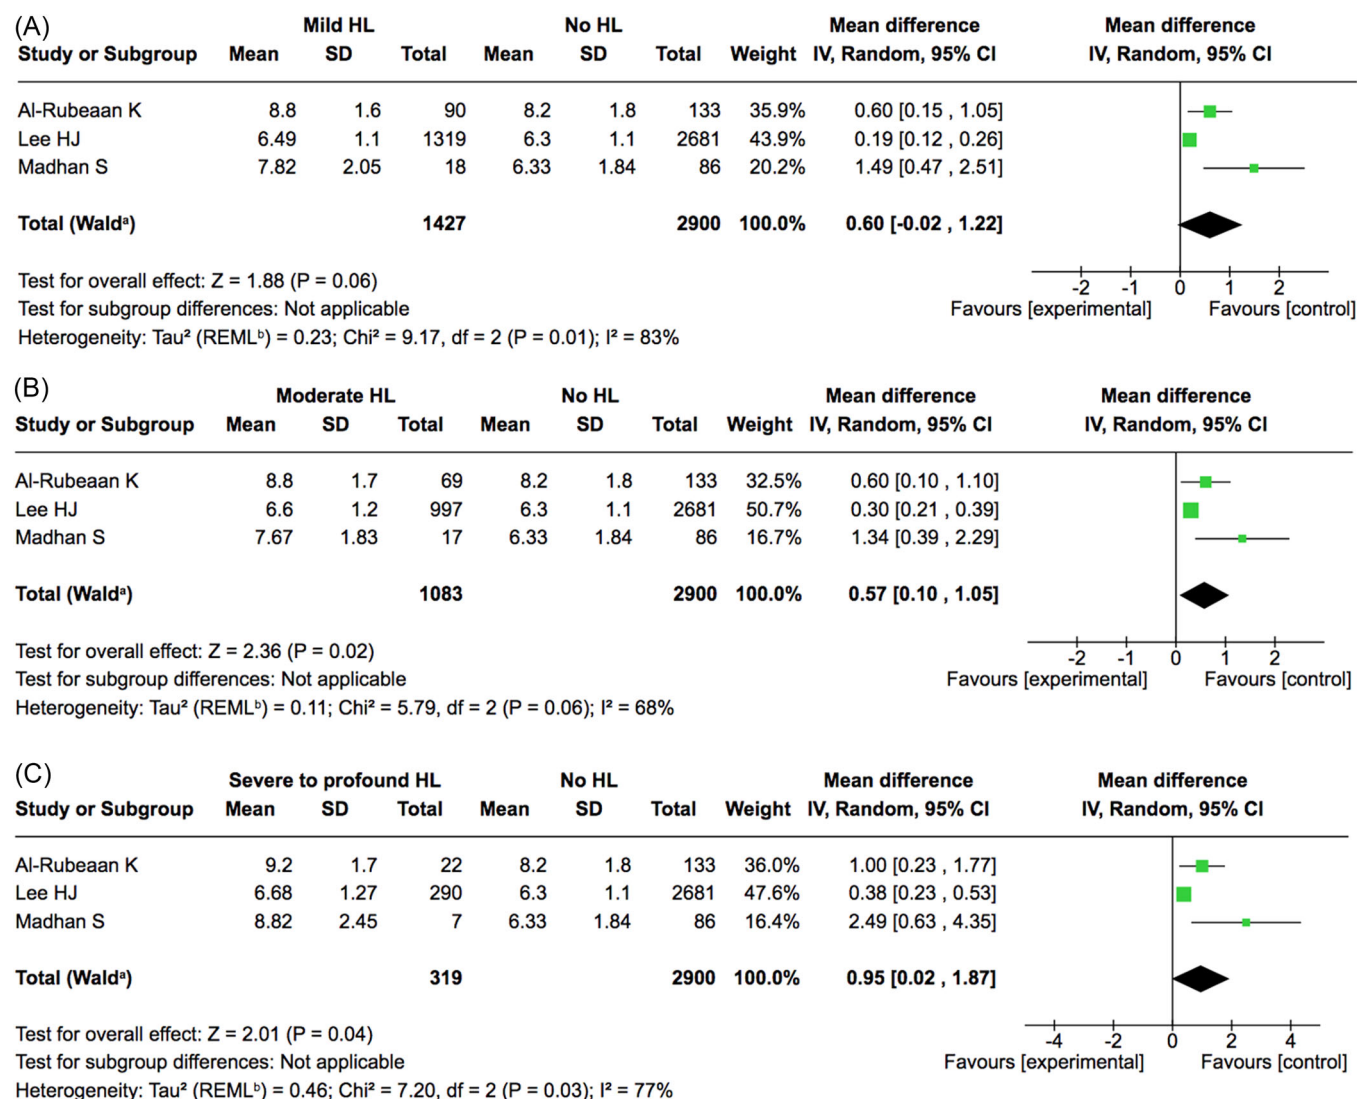 (A)
Mild HL No HL Mean difference Mean difference
Study or Subgroup Mean SD Total Mean SD Total Weight IV, Random, 95% CI IV, Random, 95% CI
Al-Rubeaan K 8.8 1.6 90 8.2 1.8 133 35.9% 0.60 [0.15 , 1.05]
Lee HJ 6.49 1.1 1319 6.3 1.1 2681 43.9% 0.19 [0.12 , 0.26]
Madhan S 7.82 2.05 18 6.33 1.84 86 20.2% 1.49 [0.47 , 2.51]
Total (Waldᵃ) 1427 2900 100.0% 0.60 [-0.02 , 1.22]
Test for overall effect: Z = 1.88 (P = 0.06)
Test for subgroup differences: Not applicable
Heterogeneity: Tau² (REMLᵇ) = 0.23; Chi² = 9.17, df = 2 (P = 0.01); I² = 83%
-2 -1 0 1 2
Favours [experimental] Favours [control]
(B)
Moderate HL No HL Mean difference Mean difference
Study or Subgroup Mean SD Total Mean SD Total Weight IV, Random, 95% CI IV, Random, 95% CI
Al-Rubeaan K 8.8 1.7 69 8.2 1.8 133 32.5% 0.60 [0.10 , 1.10]
Lee HJ 6.6 1.2 997 6.3 1.1 2681 50.7% 0.30 [0.21 , 0.39]
Madhan S 7.67 1.83 17 6.33 1.84 86 16.7% 1.34 [0.39 , 2.29]
Total (Waldᵃ) 1083 2900 100.0% 0.57 [0.10 , 1.05]
Test for overall effect: Z = 2.36 (P = 0.02)
Test for subgroup differences: Not applicable
Heterogeneity: Tau² (REMLᵇ) = 0.11; Chi² = 5.79, df = 2 (P = 0.06); I² = 68%
-2 -1 0 1 2
Favours [experimental] Favours [control]
(C)
Severe to profound HL No HL Mean difference Mean difference
Study or Subgroup Mean SD Total Mean SD Total Weight IV, Random, 95% CI IV, Random, 95% CI
Al-Rubeaan K 9.2 1.7 22 8.2 1.8 133 36.0% 1.00 [0.23 , 1.77]
Lee HJ 6.68 1.27 290 6.3 1.1 2681 47.6% 0.38 [0.23 , 0.53]
Madhan S 8.82 2.45 7 6.33 1.84 86 16.4% 2.49 [0.63 , 4.35]
Total (Waldᵃ) 319 2900 100.0% 0.95 [0.02 , 1.87]
Test for overall effect: Z = 2.01 (P = 0.04)
Test for subgroup differences: Not applicable
Heterogeneity: Tau² (REMLᵇ) = 0.46; Chi² = 7.20, df = 2 (P = 0.03); I² = 77%
-4 -2 0 2 4
Favours [experimental] Favours [control]